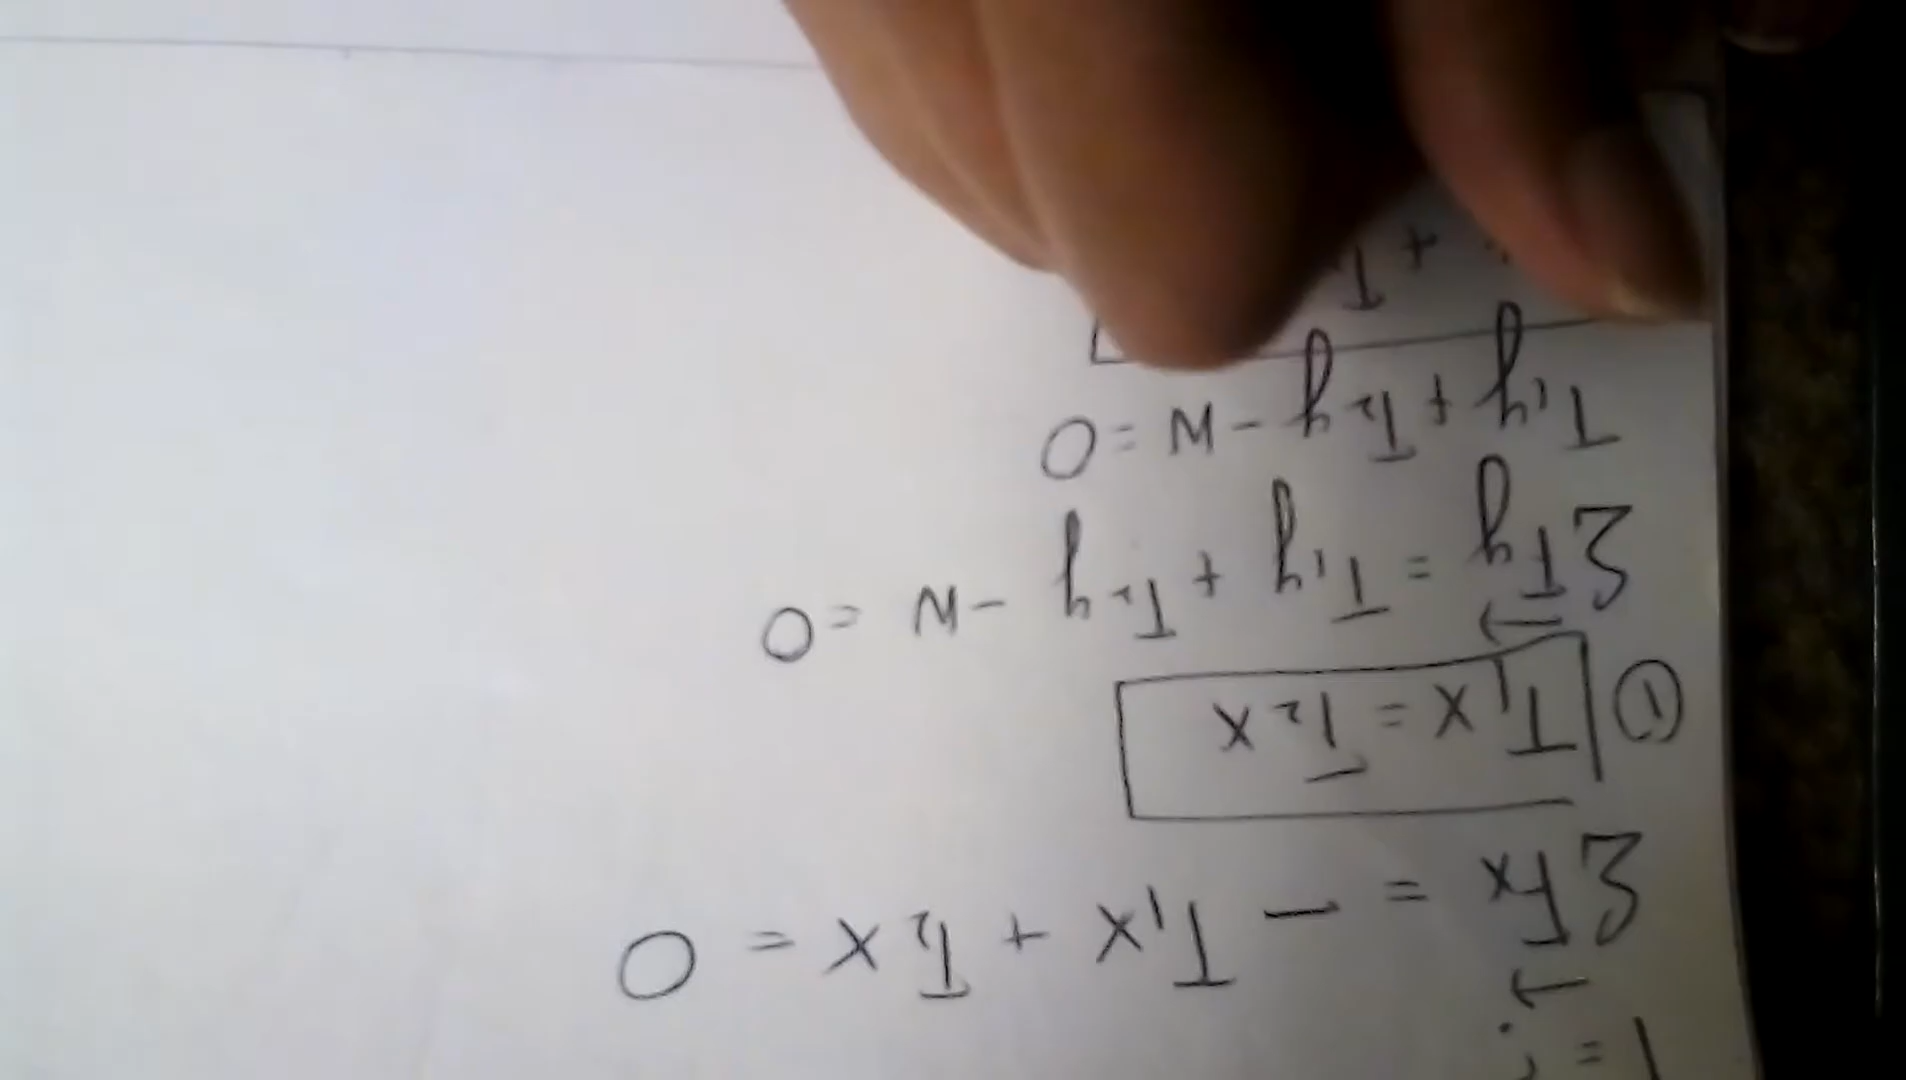 ΣFx = - T1x + T2x = 0
① T1x = T2x
ΣFy = T1y + T2y - W = 0
T1y + T2y - W = 0
+ T